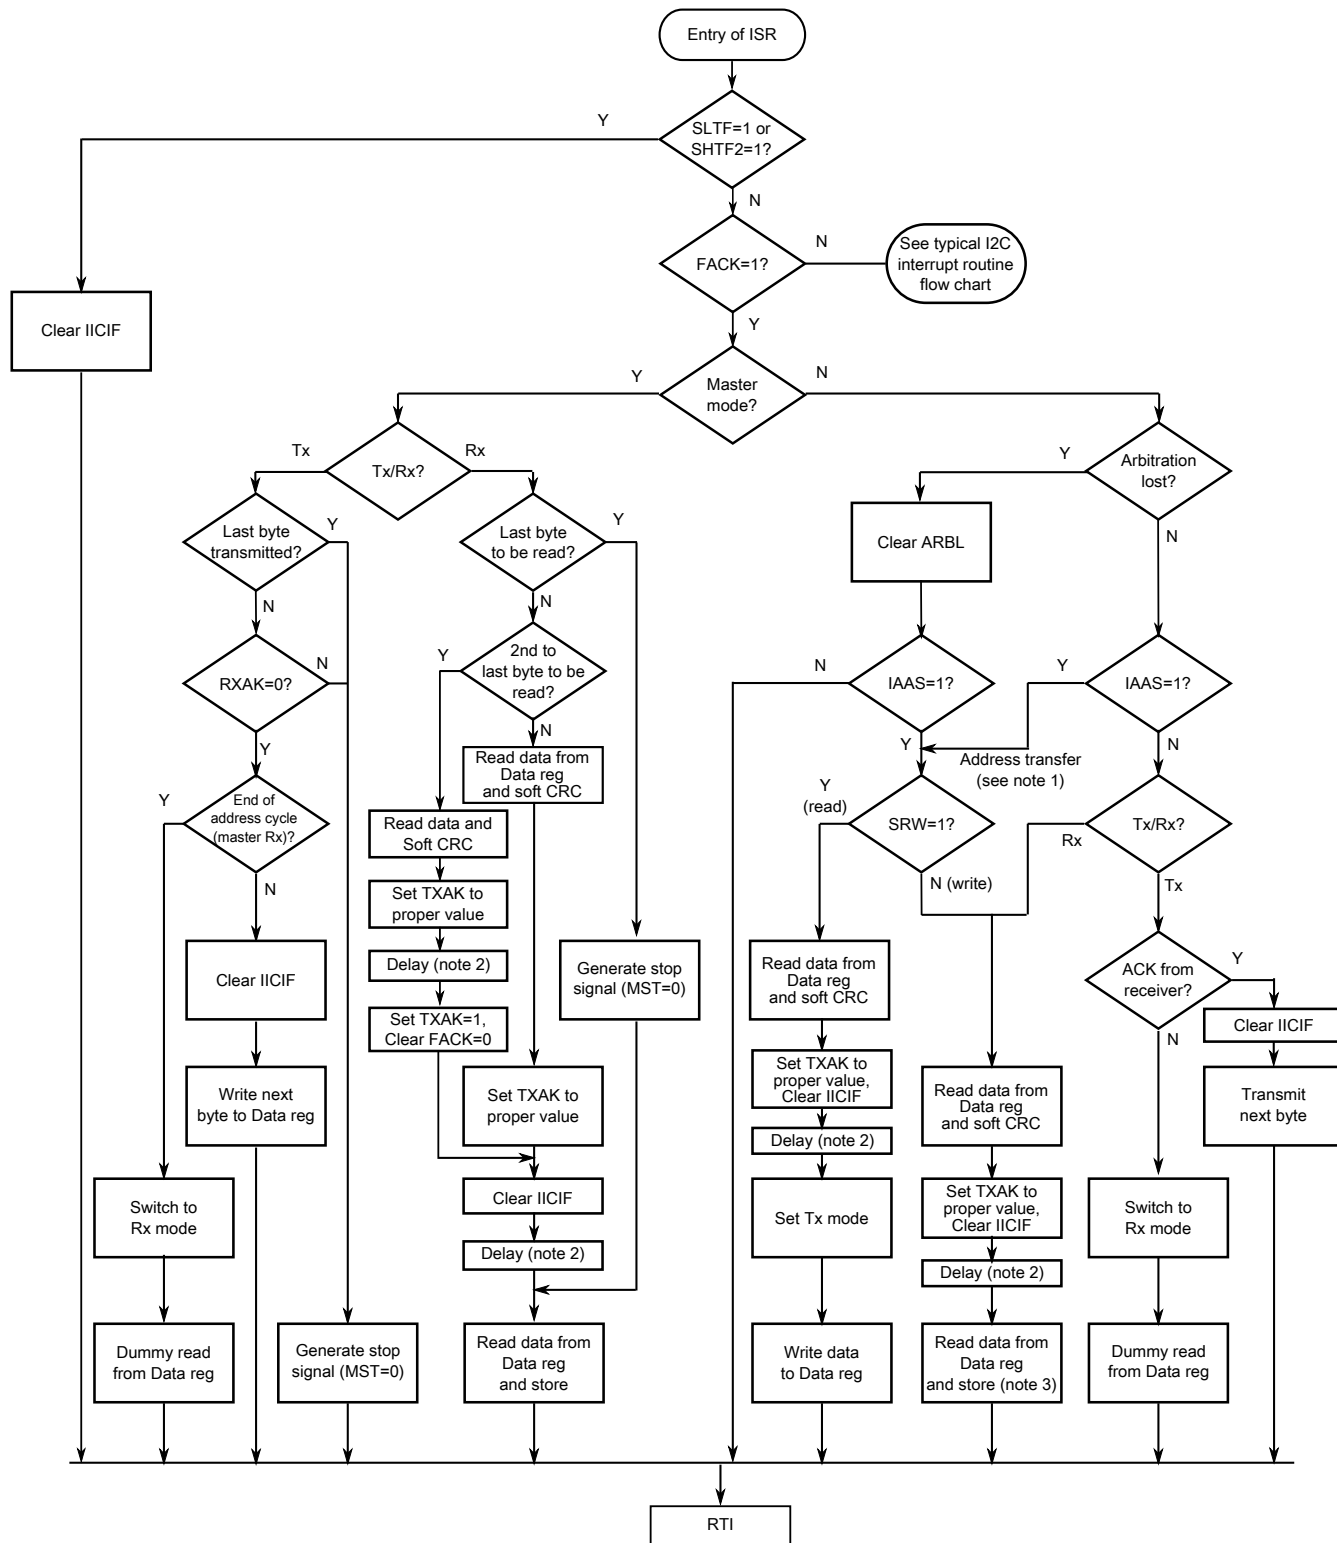 Entry of ISR
Y
SLTF=1 or
SHTF2=1?
N
FACK=1?
N
See typical I2C
interrupt routine
flow chart
Clear IICIF
Y
Y
Master
mode?
N
Tx
Tx/Rx?
Rx
Y
Arbitration
lost?
Last byte
transmitted?
Y
Last byte
to be read?
Y
Clear ARBL
N
N
N
RXAK=0?
N
Y
2nd to
last byte to be
read?
N
IAAS=1?
Y
IAAS=1?
Y
N
Read data from
Data reg
and soft CRC
Y
Address transfer
(see note 1)
N
Y
End of
address cycle
(master Rx)?
Read data and
Soft CRC
Y
(read)
SRW=1?
Rx
Tx/Rx?
N
Set TXAK to
proper value
N (write)
Tx
Clear IICIF
Delay (note 2)
Generate stop
signal (MST=0)
Read data from
Data reg
and soft CRC
ACK from
receiver?
Y
Set TXAK=1,
Clear FACK=0
N
Clear IICIF
Write next
byte to Data reg
Set TXAK to
proper value
Set TXAK to
proper value,
Clear IICIF
Read data from
Data reg
and soft CRC
Transmit
next byte
Delay (note 2)
Switch to
Rx mode
Clear IICIF
Set Tx mode
Set TXAK to
proper value,
Clear IICIF
Switch to
Rx mode
Delay (note 2)
Delay (note 2)
Dummy read
from Data reg
Generate stop
signal (MST=0)
Read data from
Data reg
and store
Write data
to Data reg
Read data from
Data reg
and store (note 3)
Dummy read
from Data reg
RTI